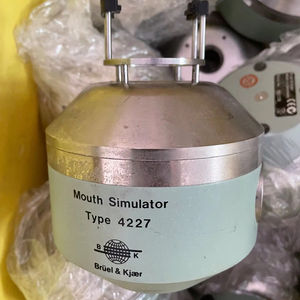 Mouth Simulator
Type 4227
B K
Brüel & Kjær